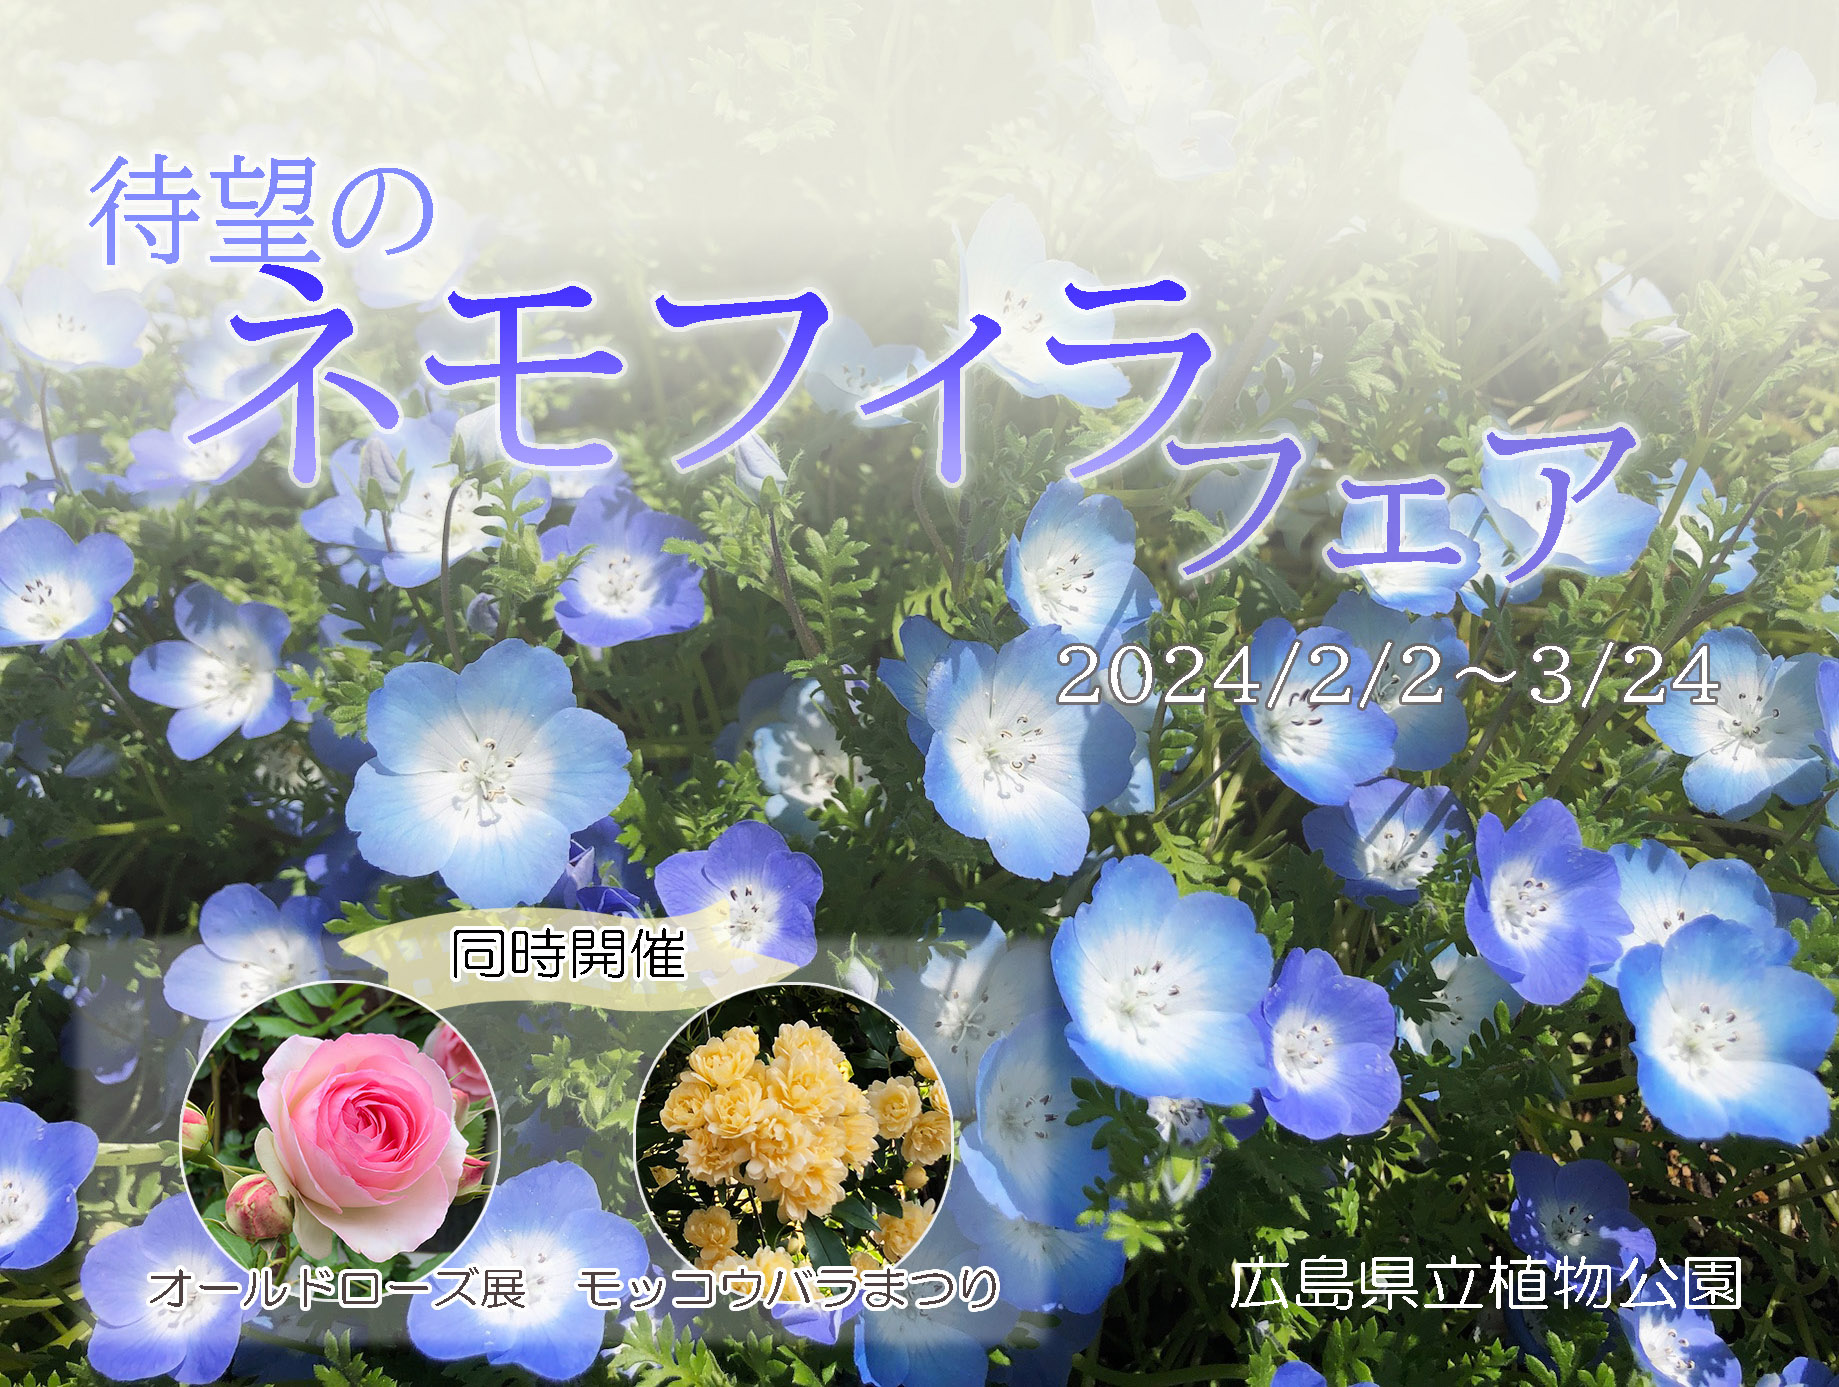 待望の
ネモフィラ
フェア
2024/2/2～3/24
同時開催
オールドローズ展　モッコウバラまつり
広島県立植物公園